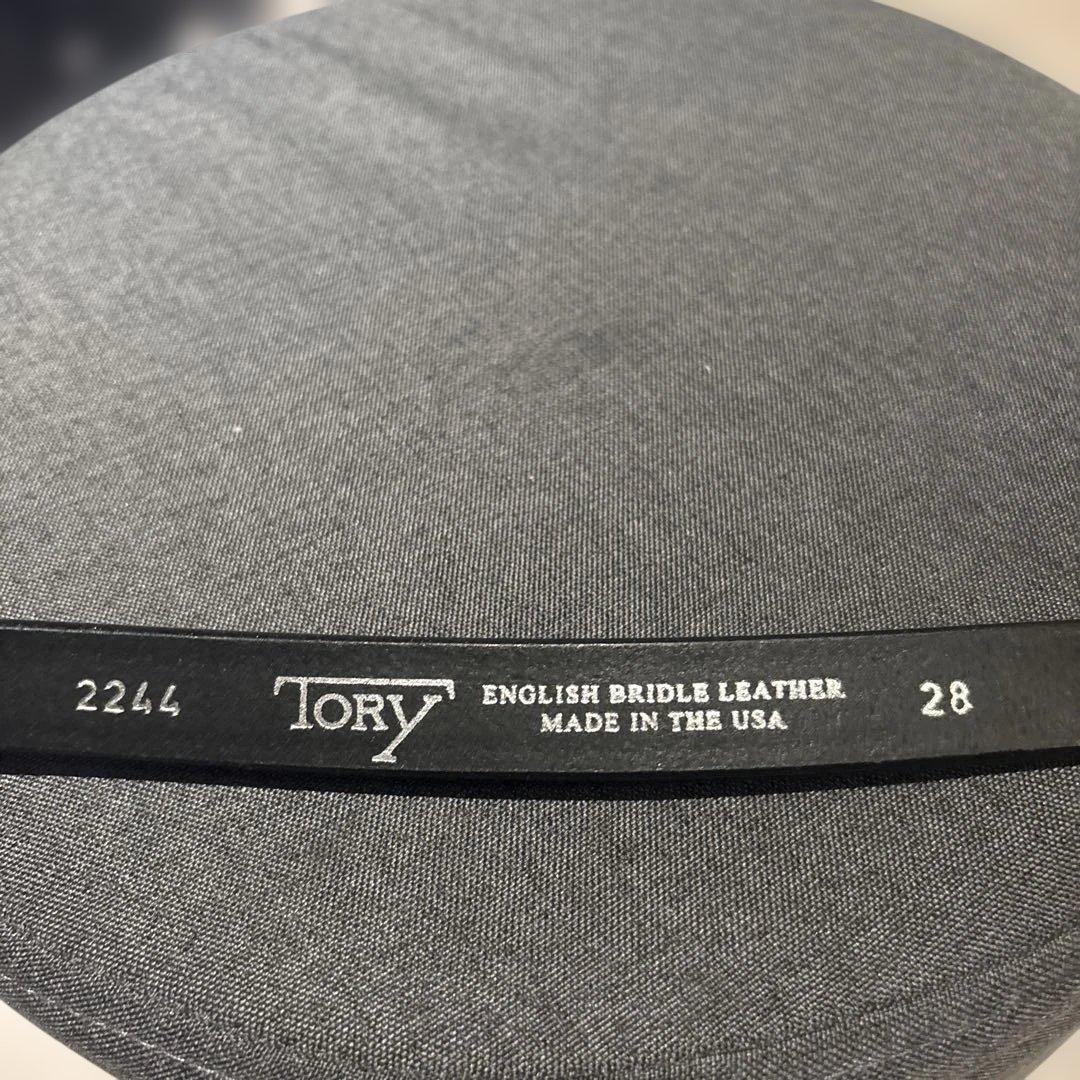 2244
TORY
ENGLISH BRIDLE LEATHER
MADE IN THE USA
28